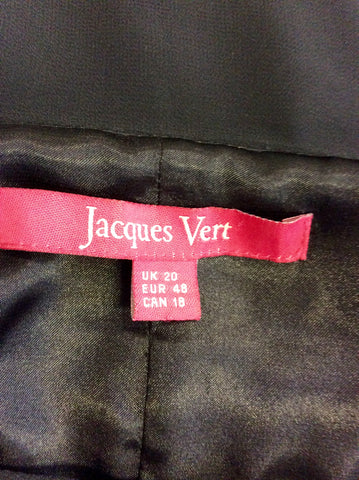 Jacques Vert
UK 20
EUR 48
CAN 18